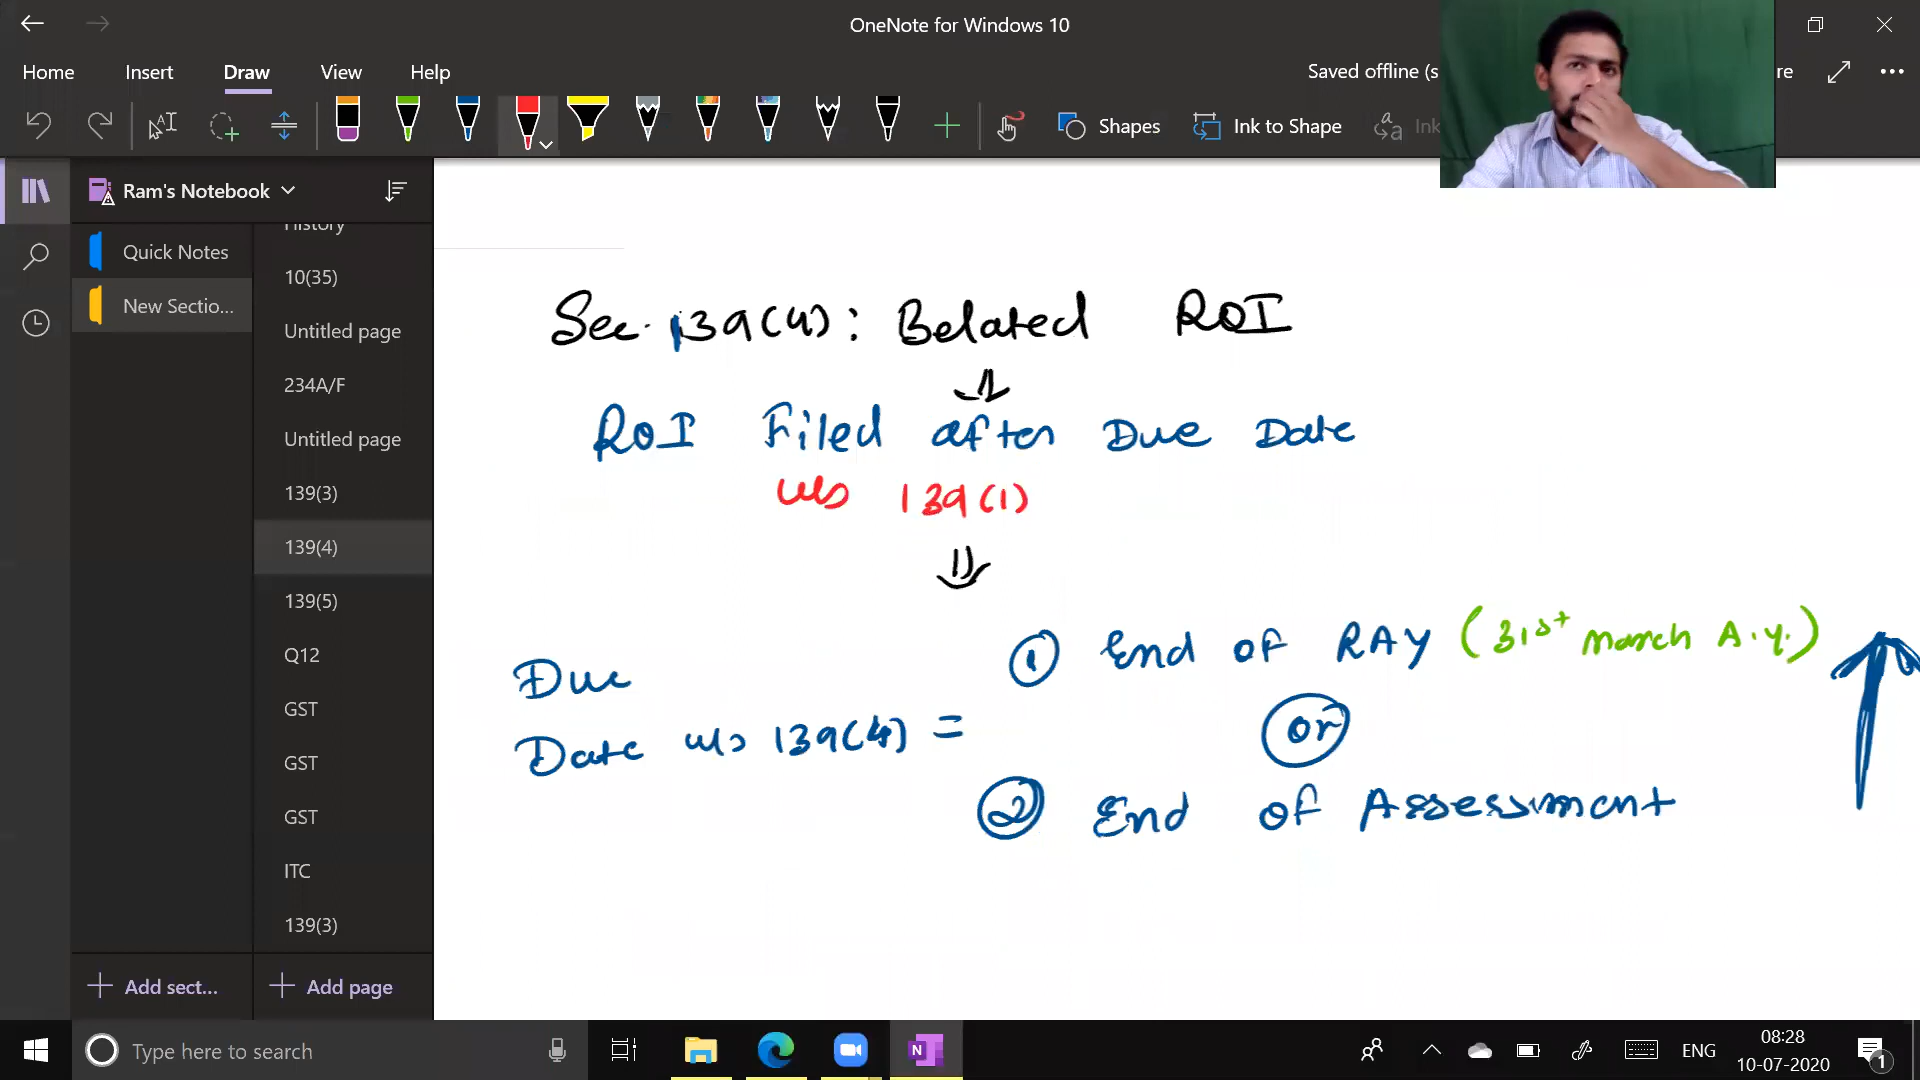 OneNote for Windows 10
Home Insert Draw View Help
Saved offline (s
re
Shapes
Ink to Shape
Ink
Ram's Notebook
Quick Notes
New Sectio...
History
10(35)
Untitled page
234A/F
Untitled page
139(3)
139(4)
139(5)
Q12
GST
GST
GST
ITC
139(3)
Add sect...
Add page
Sec. 139(4): Belated ROI
ROI Filed after Due Date
u/s 139(1)
Due
Date u/s 139(4) =
① End of RAY (31st march A.Y.)
or
② End of Assessment
Type here to search
ENG
08:28
10-07-2020
1